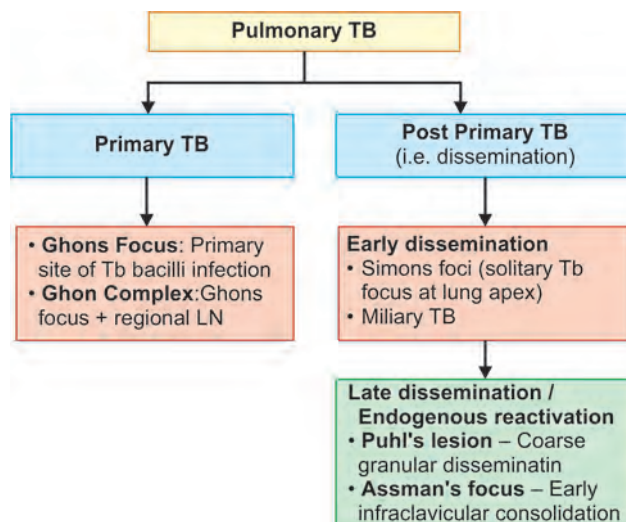 Pulmonary TB
Primary TB
Post Primary TB
(i.e. dissemination)
• Ghons Focus: Primary
site of Tb bacilli infection
• Ghon Complex:Ghons
focus + regional LN
Early dissemination
• Simons foci (solitary Tb
focus at lung apex)
• Miliary TB
Late dissemination /
Endogenous reactivation
• Puhl's lesion – Coarse
granular disseminatin
• Assman's focus – Early
infraclavicular consolidation